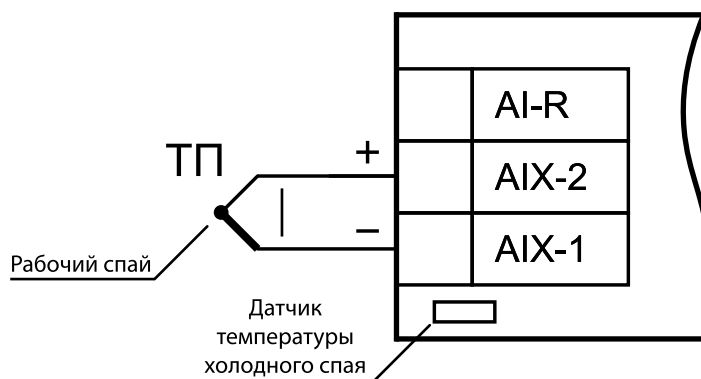 AI-R
ТП
+
AIX-2
–
AIX-1
Рабочий спай
Датчик
температуры
холодного спая